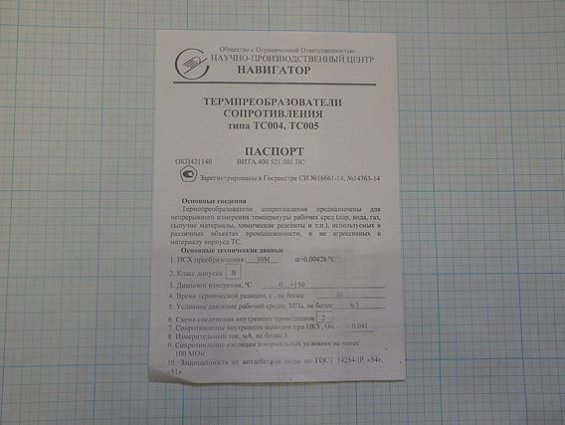 Общество с Ограниченной Ответственностью
НАУЧНО-ПРОИЗВОДСТВЕННЫЙ ЦЕНТР
НАВИГАТОР
ТЕРМПРЕОБРАЗОВАТЕЛИ
СОПРОТИВЛЕНИЯ
типа ТС004, ТС005
ПАСПОРТ
ОКП421140 ВИТА.400 521.001 ПС
Зарегистрированы в Госреестре СИ №16661-14, №14763-14
Основные сведения
Термопреобразователи сопротивления предназначены для
непрерывного измерения температуры рабочих сред (пар, вода, газ,
сыпучие материалы, химические реагенты и т.п.), используемых в
различных объектах промышленности, и не агрессивных к
материалу корпуса ТС.
Основные технические данные
1. НСХ преобразования 50М α=0,00428 °С
2. Класс допуска В
3. Диапазон измерения, °С 0 +150
4. Время термической реакции, с не более
5. Условное давление рабочей среды, МПа, не более 6.3
6. Схема соединения внутренних проводников 2
7. Сопротивление внутренних выводов при НКУ, Ом 0.041
8. Измерительный ток, мА, не более 5
9. Сопротивление изоляции в нормальных условиях не менее
100 МОм
10. Защищенность от воздействия воды по ГОСТ 14254-IP «54»,
«51»